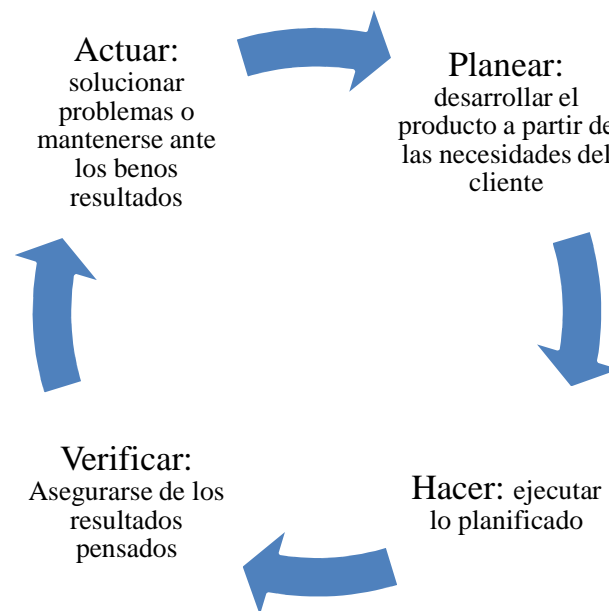 Actuar:
solucionar
problemas o
mantenerse ante
los benos
resultados
Planear:
desarrollar el
producto a partir de
las necesidades del
cliente
Hacer: ejecutar
lo planificado
Verificar:
Asegurarse de los
resultados
pensados